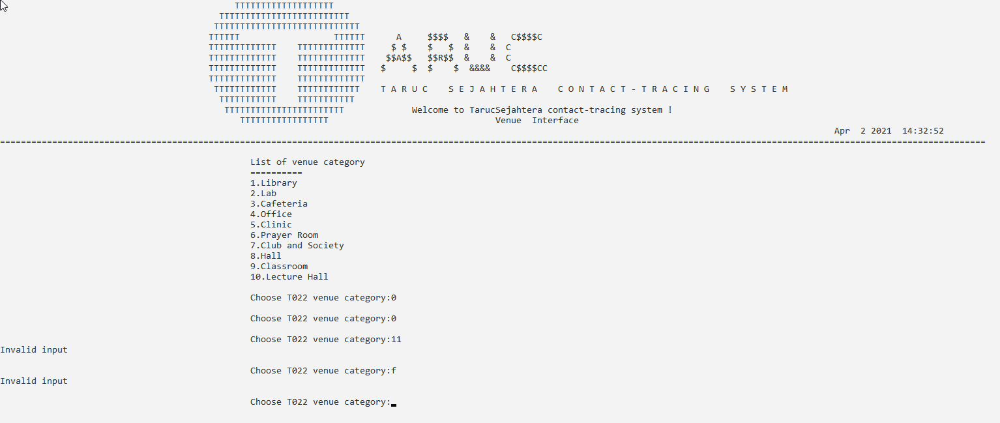 TTTTTTTTTTTTTTTTTTT
TTTTTTTTTTTTTTTTTTTTTTTTT
TTTTTTTTTTTTTTTTTTTTTTTTTTTT
TTTTTT                  TTTTTT      A     $$$$   &    &   C$$$$C
TTTTTTTTTTTTT    TTTTTTTTTTTTT     $ $    $   $  &    &  C
TTTTTTTTTTTTT    TTTTTTTTTTTTT    $$A$$   $$R$$  &    &  C
TTTTTTTTTTTTT    TTTTTTTTTTTTT   $     $  $    $  &&&&    C$$$$CC
TTTTTTTTTTTTT    TTTTTTTTTTTTT
TTTTTTTTTTTT    TTTTTTTTTTTT    T A R U C    S E J A H T E R A    C O N T A C T - T R A C I N G    S Y S T E M
TTTTTTTTTTT    TTTTTTTTTTT
TTTTTTTTTTTTTTTTTTTTTTT             Welcome to TarucSejahtera contact-tracing system !
TTTTTTTTTTTTTTTTT                                Venue  Interface
Apr  2 2021  14:32:52
=============================================================================================================================================================================================
List of venue category
==========
1.Library
2.Lab
3.Cafeteria
4.Office
5.Clinic
6.Prayer Room
7.Club and Society
8.Hall
9.Classroom
10.Lecture Hall
Choose T022 venue category:0
Choose T022 venue category:0
Choose T022 venue category:11
Invalid input
Choose T022 venue category:f
Invalid input
Choose T022 venue category: